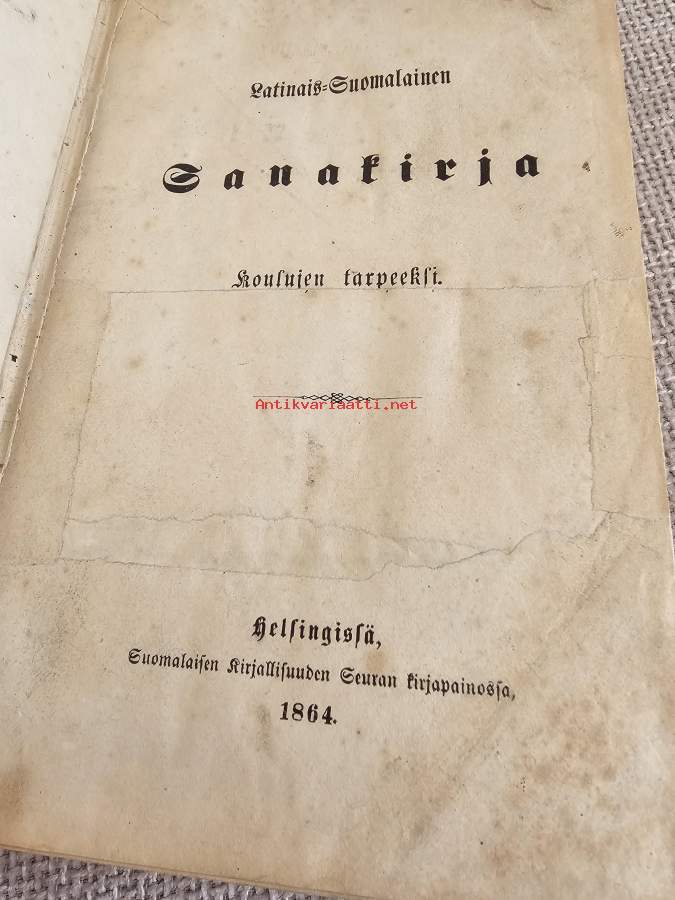 Latinais-Suomalainen
Sanakirja
Koulujen tarpeeksi.
Antikvariaatti.net
Helsingissä,
Suomalaisen Kirjallisuuden Seuran kirjapainossa,
1864.